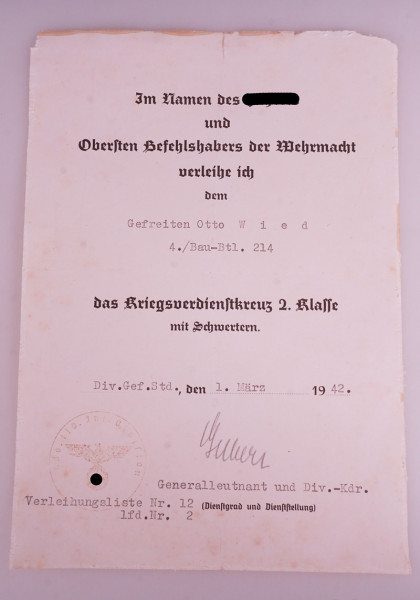 Im Namen des
und
Obersten Befehlshabers der Wehrmacht
verleihe ich
dem
Gefreiten Otto W i e d
4./Bau-Btl. 214
das Kriegsverdienstkreuz 2. Klasse
mit Schwertern.
Div.Gef.Std., den 1. März 1942.
Generalleutnant und Div.-Kdr.
Verleihungsliste Nr. 12 (Dienstgrad und Dienststellung)
lfd.Nr. 2